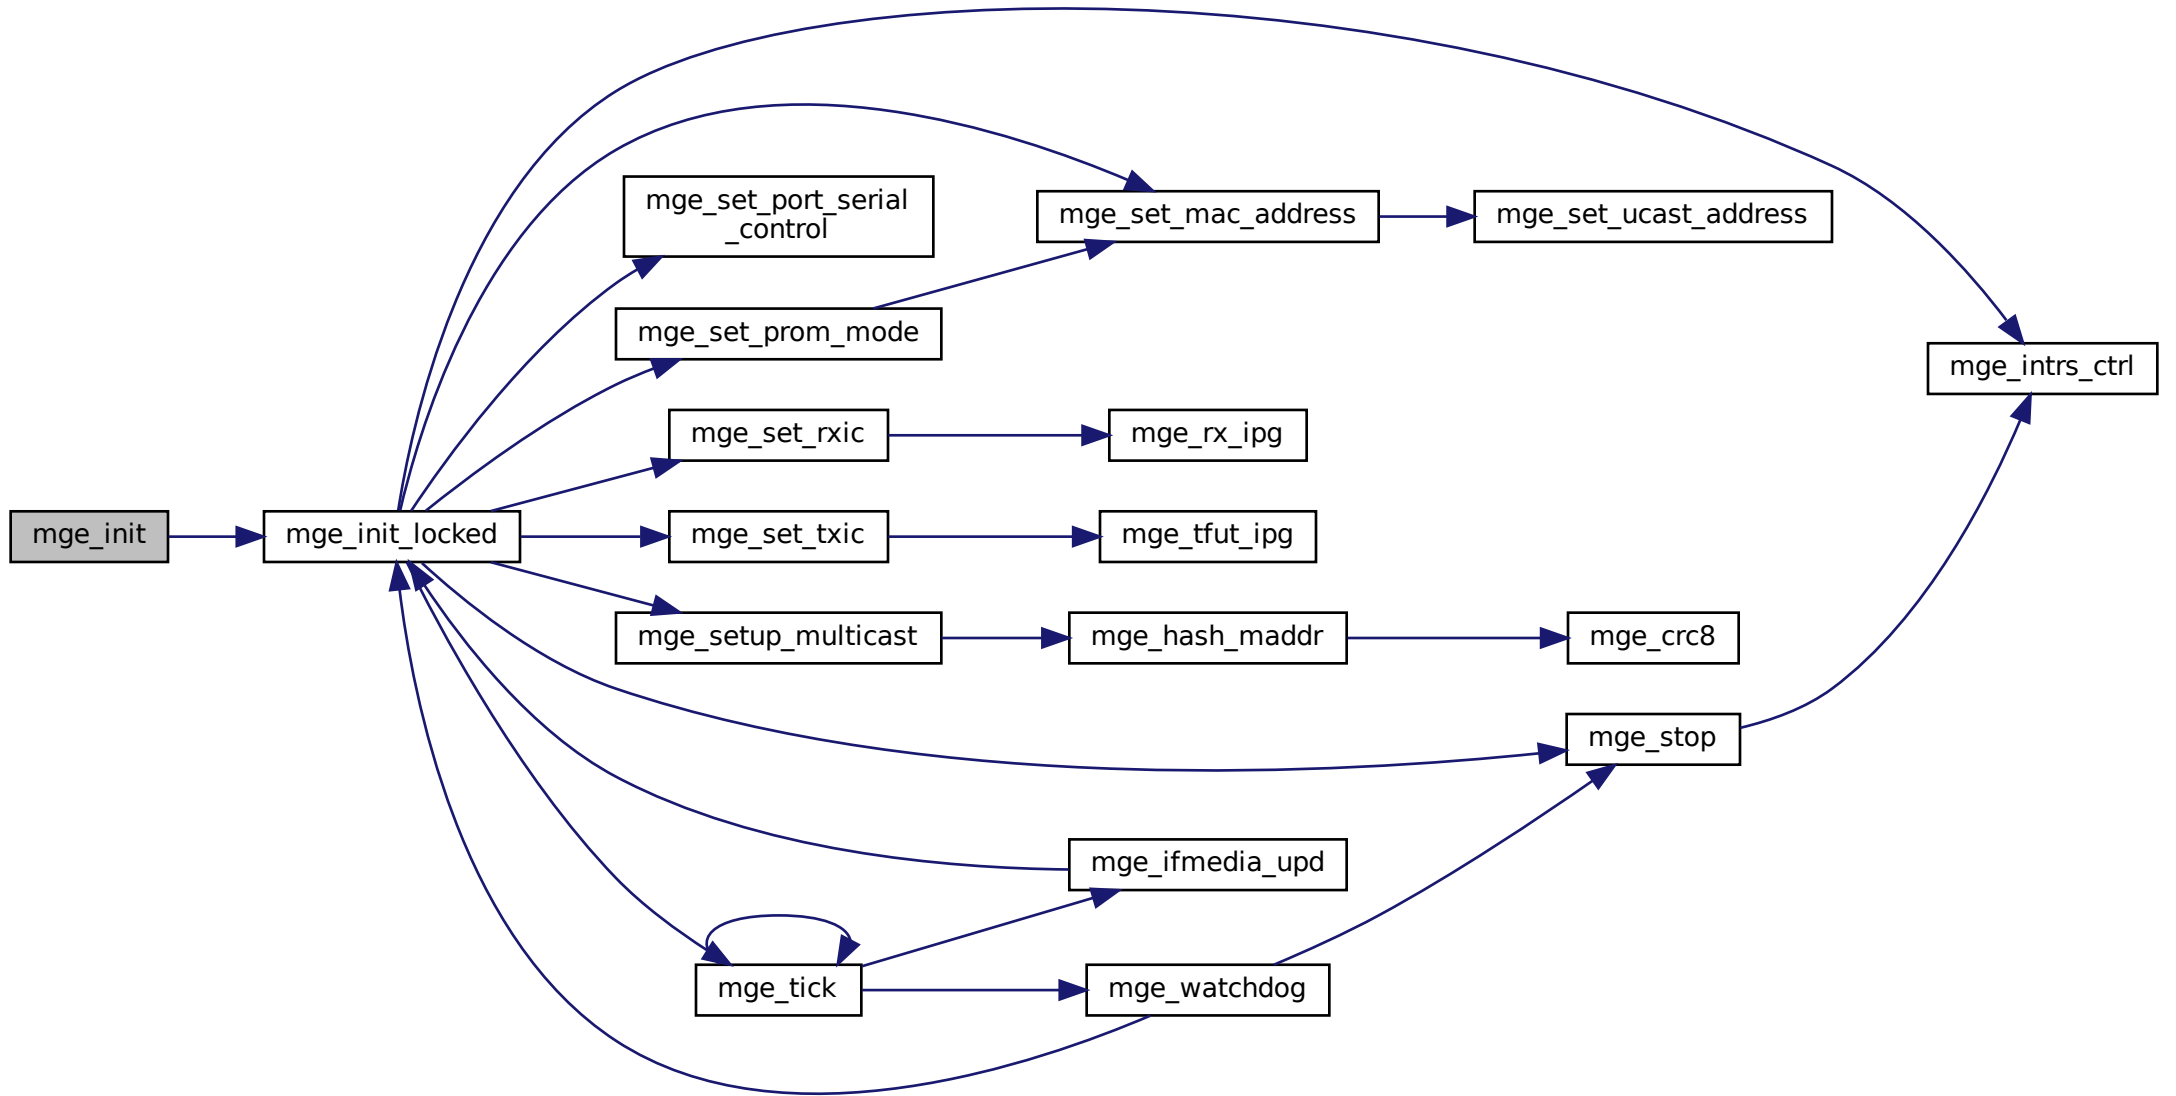 mge_init
mge_init_locked
mge_set_port_serial
_control
mge_set_prom_mode
mge_set_rxic
mge_set_txic
mge_setup_multicast
mge_tick
mge_set_mac_address
mge_rx_ipg
mge_tfut_ipg
mge_hash_maddr
mge_ifmedia_upd
mge_watchdog
mge_set_ucast_address
mge_crc8
mge_stop
mge_intrs_ctrl